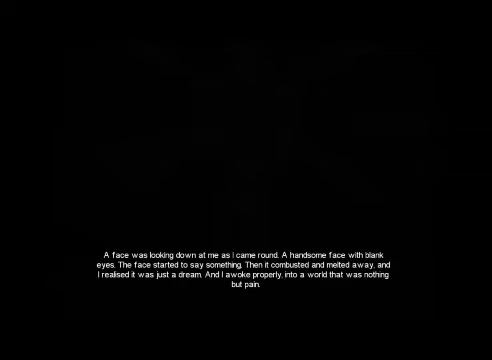 A face was looking down at me as I came round. A handsome face with blank
eyes. The face started to say something. Then it combusted and melted away, and
I realised it was just a dream. And I awoke properly, into a world that was nothing
but pain.